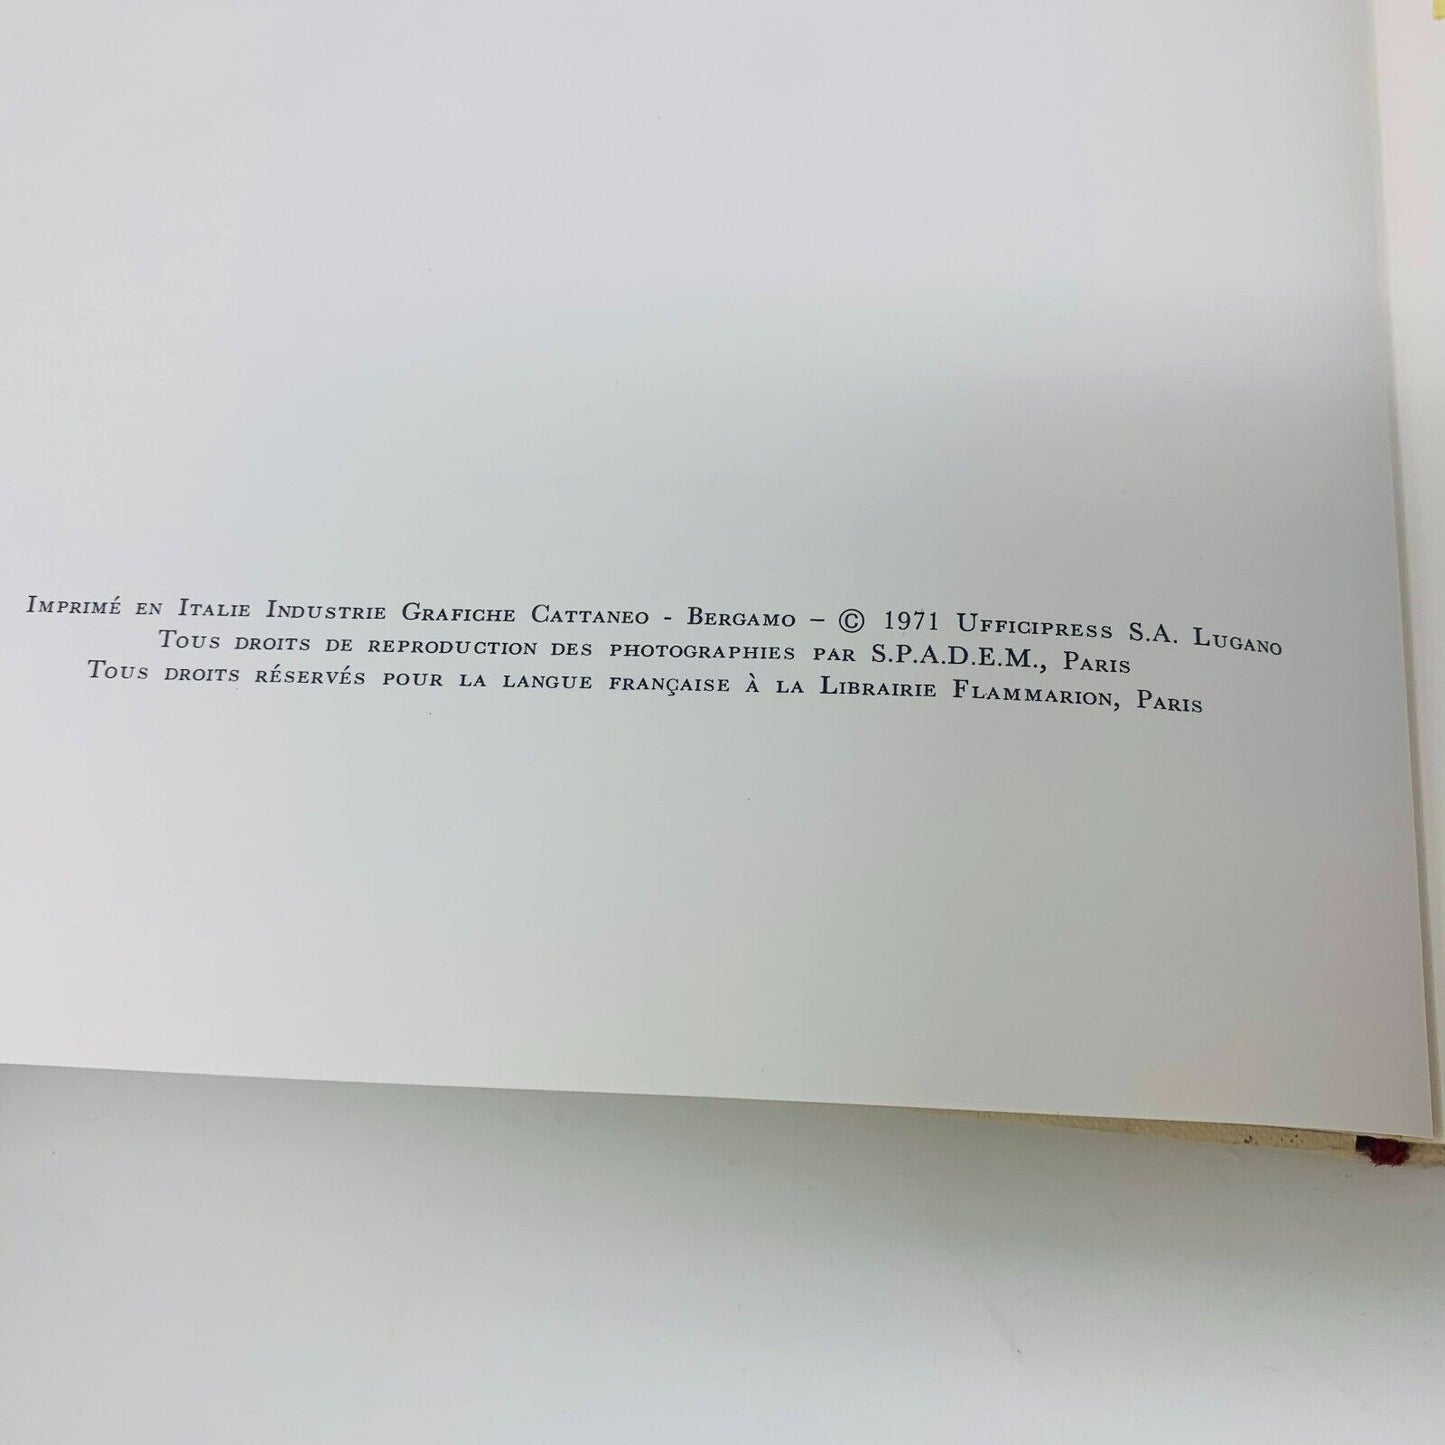 Imprimé en Italie Industrie Grafiche Cattaneo - Bergamo – © 1971 Ufficipress S.A. Lugano
Tous droits de reproduction des photographies par S.P.A.D.E.M., Paris
Tous droits réservés pour la langue française à la Librairie Flammarion, Paris